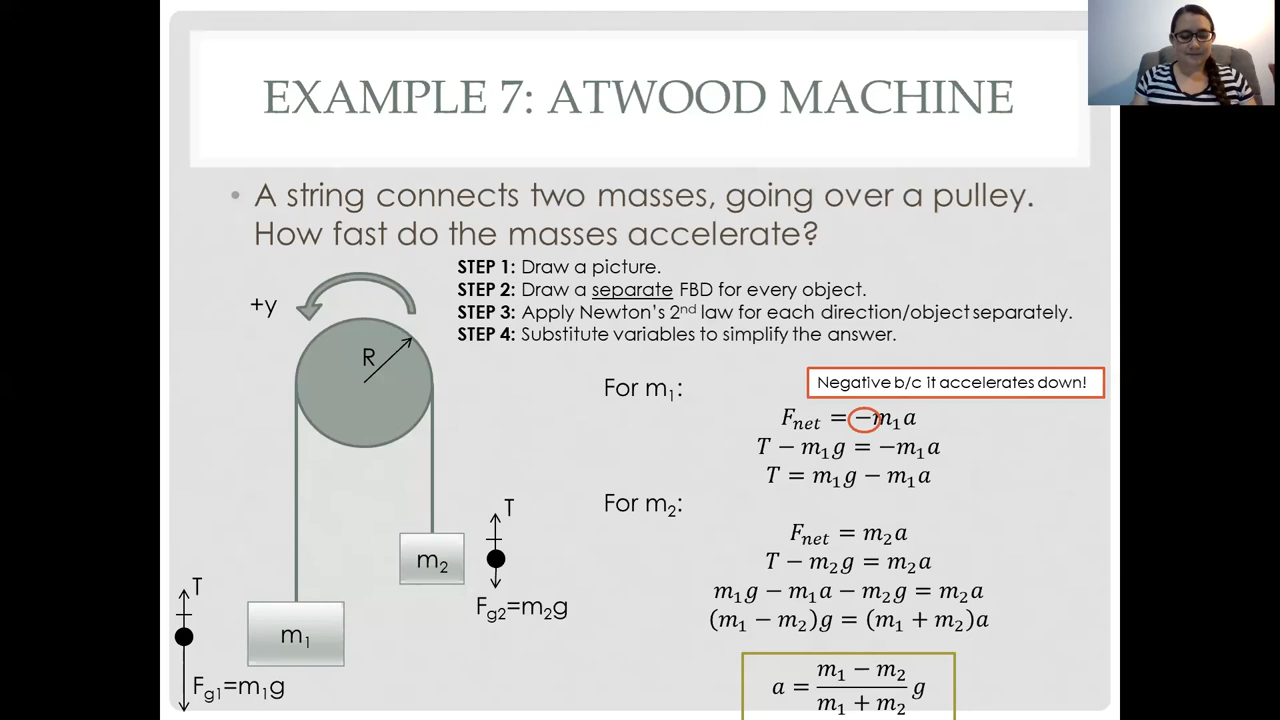 EXAMPLE 7: ATWOOD MACHINE
• A string connects two masses, going over a pulley.
How fast do the masses accelerate?
STEP 1: Draw a picture.
STEP 2: Draw a separate FBD for every object.
STEP 3: Apply Newton's 2nd law for each direction/object separately.
STEP 4: Substitute variables to simplify the answer.
+y
R
For m₁:
Negative b/c it accelerates down!
F_net = −m₁a
T − m₁g = −m₁a
T = m₁g − m₁a
For m₂:
F_net = m₂a
T − m₂g = m₂a
m₁g − m₁a − m₂g = m₂a
(m₁ − m₂)g = (m₁ + m₂)a
a = (m₁ − m₂)/(m₁ + m₂) g
T
m₂
F_g2=m₂g
T
m₁
F_g1=m₁g